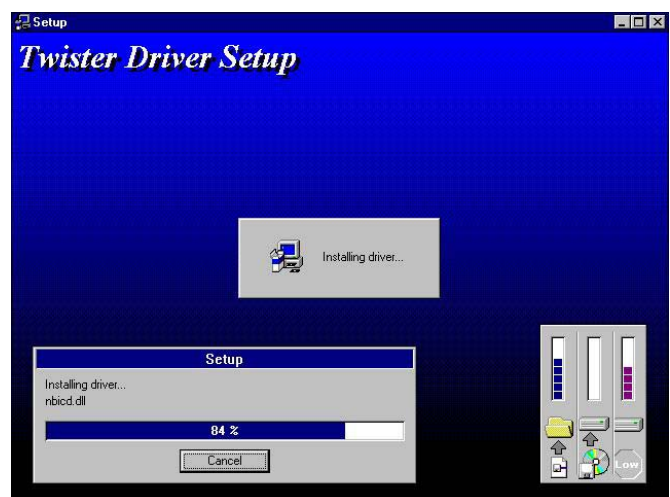 Setup
Twister Driver Setup
Installing driver...
Setup
Installing driver...
nbicd.dll
84 %
Cancel
Low